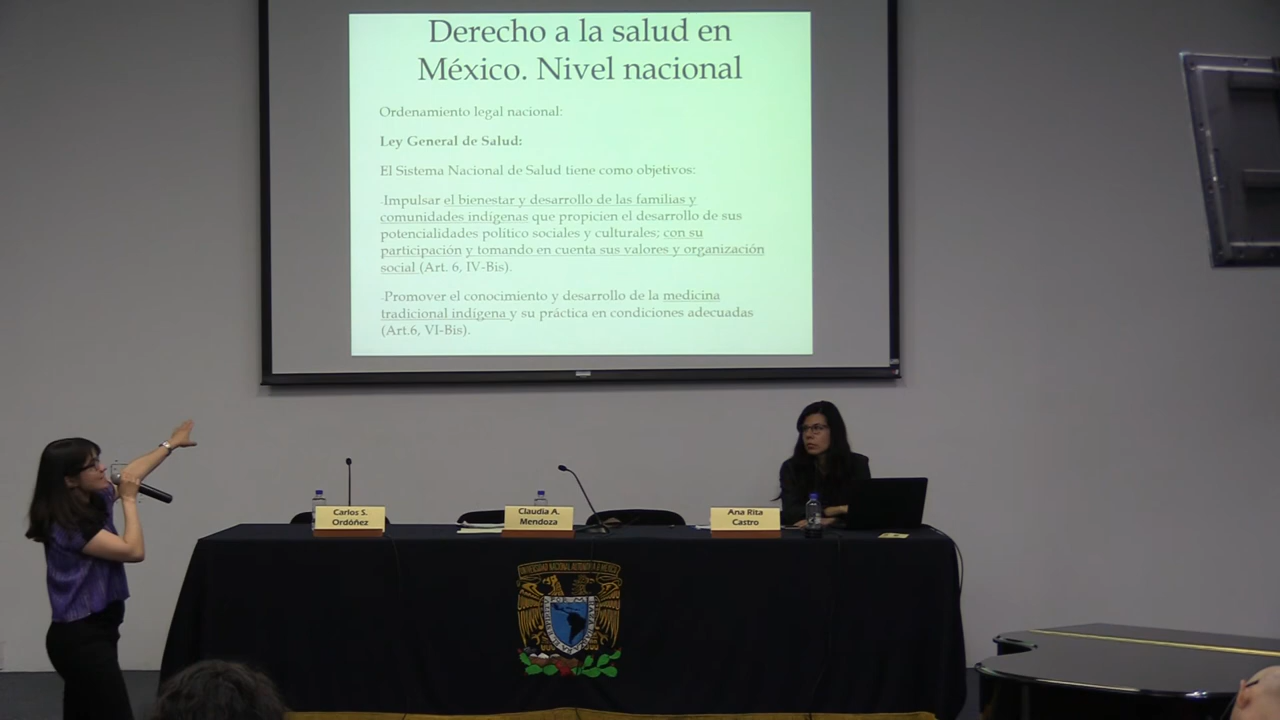 Derecho a la salud en
México. Nivel nacional
Ordenamiento legal nacional:
Ley General de Salud:
El Sistema Nacional de Salud tiene como objetivos:
-Impulsar el bienestar y desarrollo de las familias y
comunidades indígenas que propicien el desarrollo de sus
potencialidades político sociales y culturales; con su
participación y tomando en cuenta sus valores y organización
social (Art. 6, IV-Bis).
-Promover el conocimiento y desarrollo de la medicina
tradicional indígena y su práctica en condiciones adecuadas
(Art.6, VI-Bis).
Carlos S.
Ordóñez
Claudia A.
Mendoza
Ana Rita
Castro